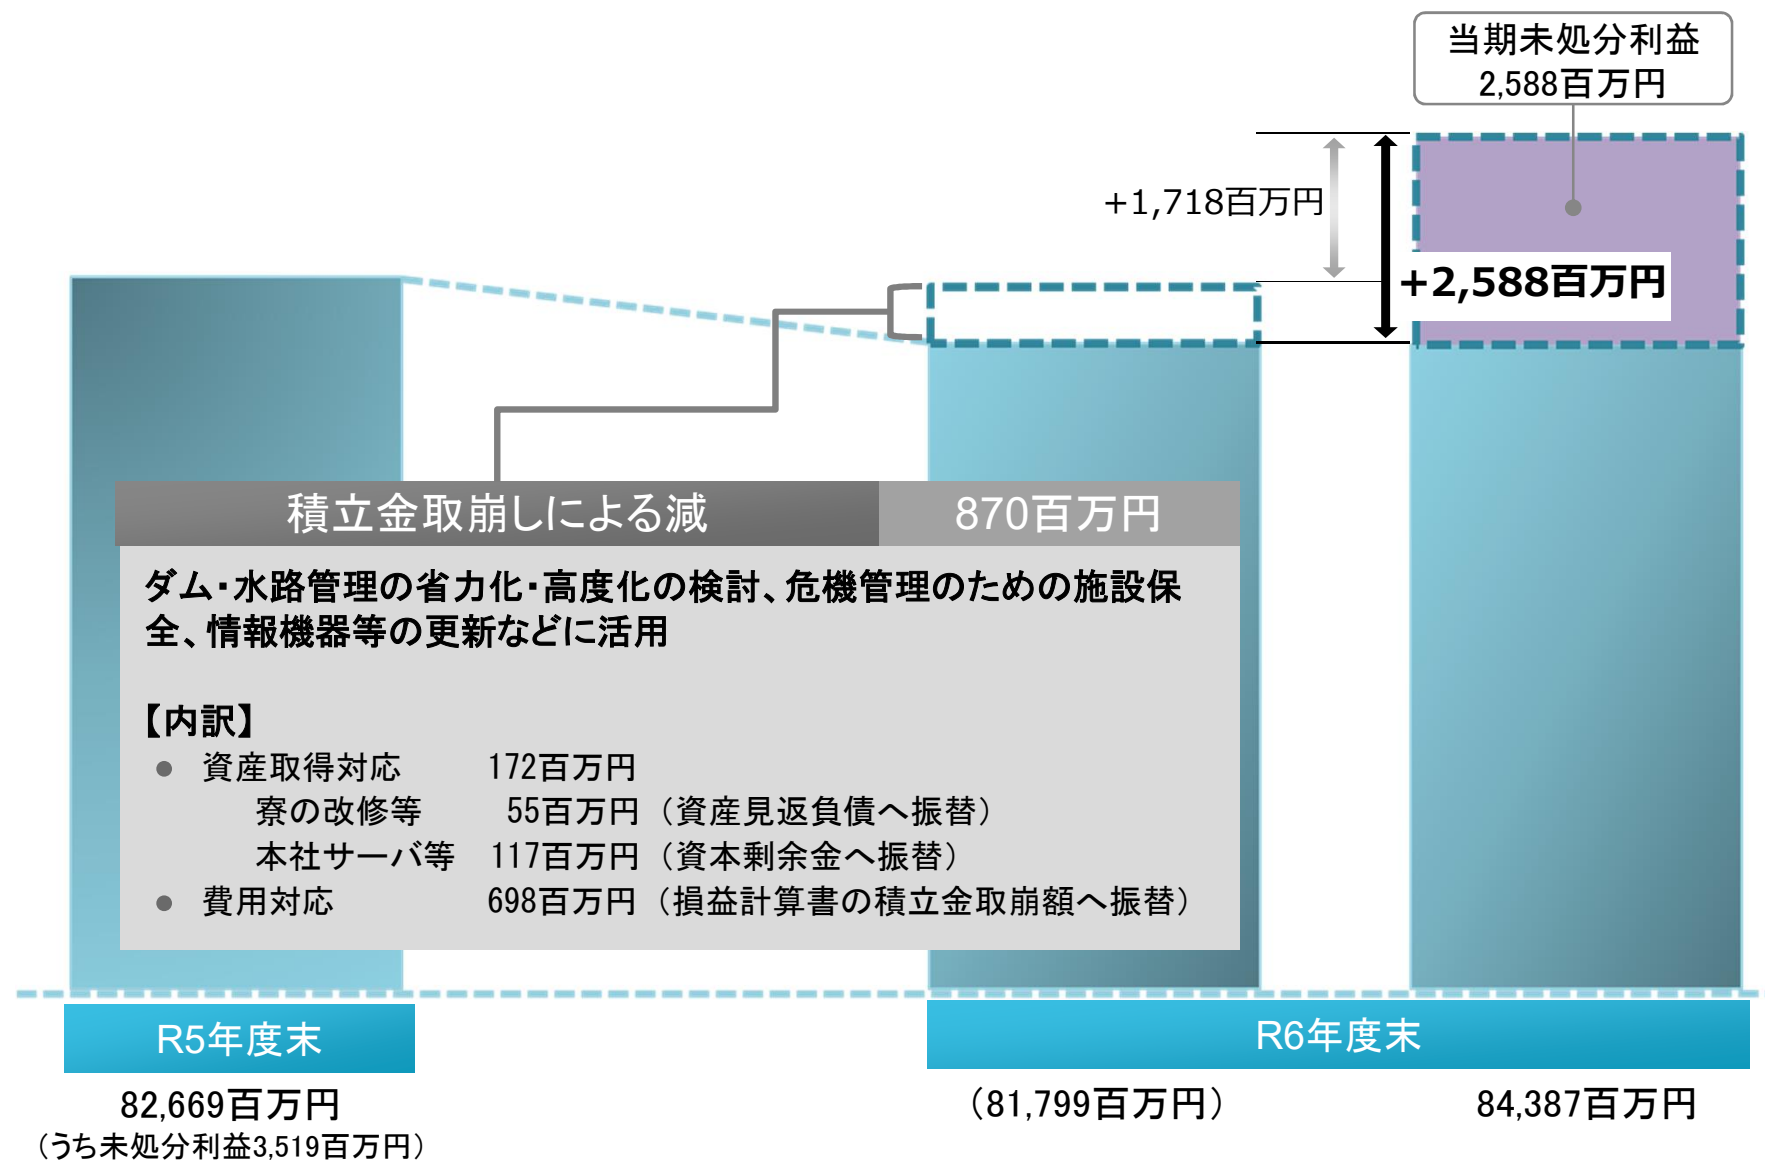 当期未処分利益
2,588百万円
+1,718百万円
+2,588百万円
積立金取崩しによる減 870百万円
ダム・水路管理の省力化・高度化の検討、危機管理のための施設保
全、情報機器等の更新などに活用
【内訳】
● 資産取得対応 172百万円
寮の改修等 55百万円（資産見返負債へ振替）
本社サーバ等 117百万円（資本剰余金へ振替）
● 費用対応 698百万円（損益計算書の積立金取崩額へ振替）
R5年度末
R6年度末
82,669百万円
（うち未処分利益3,519百万円）
（81,799百万円）
84,387百万円